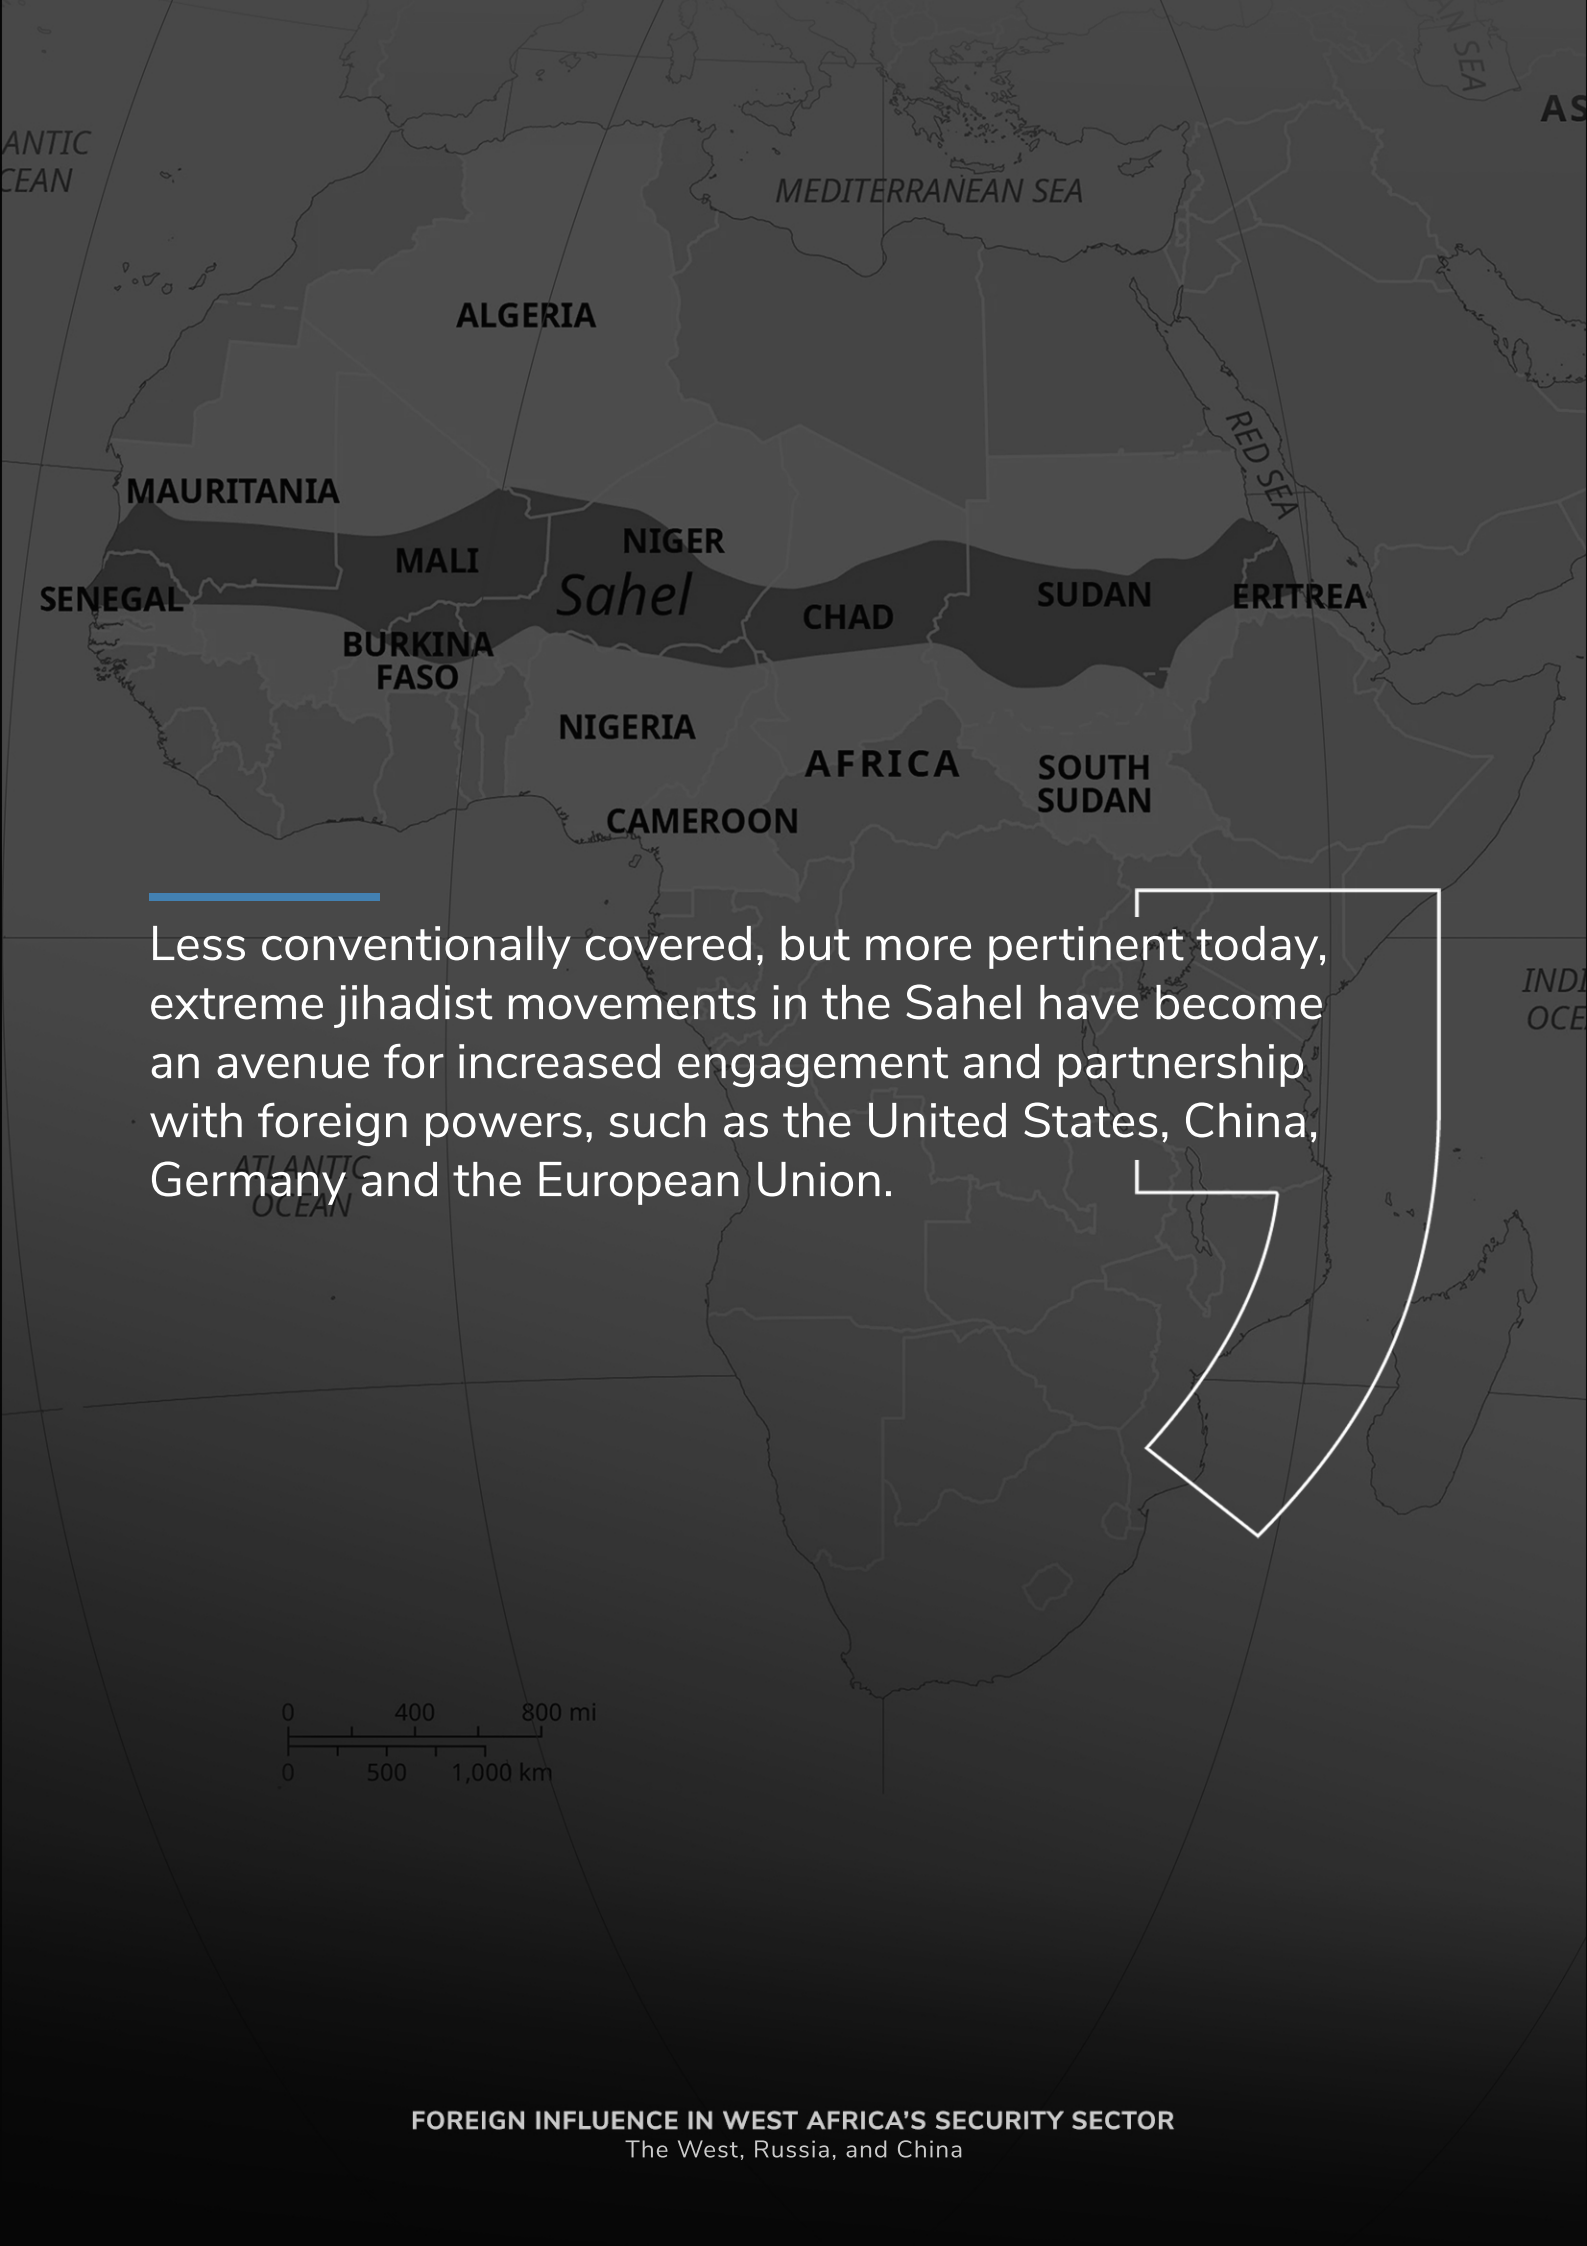 AN SEA
AS
ANTIC
CEAN
MEDITERRANEAN SEA
ALGERIA
RED SEA
MAURITANIA
NIGER
MALI
Sahel
SENEGAL
CHAD
SUDAN
ERITREA
BURKINA
FASO
NIGERIA
AFRICA
SOUTH
SUDAN
CAMEROON
Less conventionally covered, but more pertinent today,
extreme jihadist movements in the Sahel have become
an avenue for increased engagement and partnership
with foreign powers, such as the United States, China,
Germany and the European Union.
INDI
OCE
ATLANTIC
OCEAN
0 400 800 mi
0 500 1,000 km
FOREIGN INFLUENCE IN WEST AFRICA’S SECURITY SECTOR
The West, Russia, and China